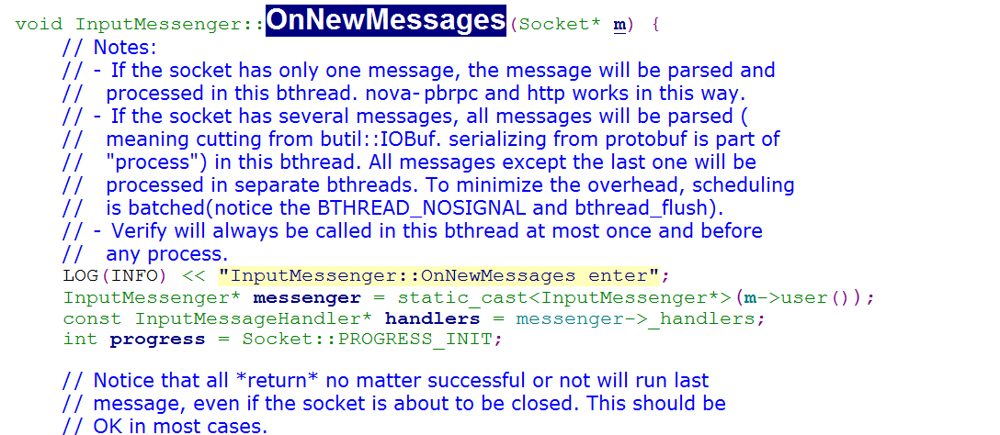 void InputMessenger::OnNewMessages(Socket* m) {
// Notes:
// - If the socket has only one message, the message will be parsed and
//   processed in this bthread. nova-pbrpc and http works in this way.
// - If the socket has several messages, all messages will be parsed (
//   meaning cutting from butil::IOBuf. serializing from protobuf is part of
//   "process") in this bthread. All messages except the last one will be
//   processed in separate bthreads. To minimize the overhead, scheduling
//   is batched(notice the BTHREAD_NOSIGNAL and bthread_flush).
// - Verify will always be called in this bthread at most once and before
//   any process.
LOG(INFO) << "InputMessenger::OnNewMessages enter";
InputMessenger* messenger = static_cast<InputMessenger*>(m->user());
const InputMessageHandler* handlers = messenger->_handlers;
int progress = Socket::PROGRESS_INIT;
// Notice that all *return* no matter successful or not will run last
// message, even if the socket is about to be closed. This should be
// OK in most cases.